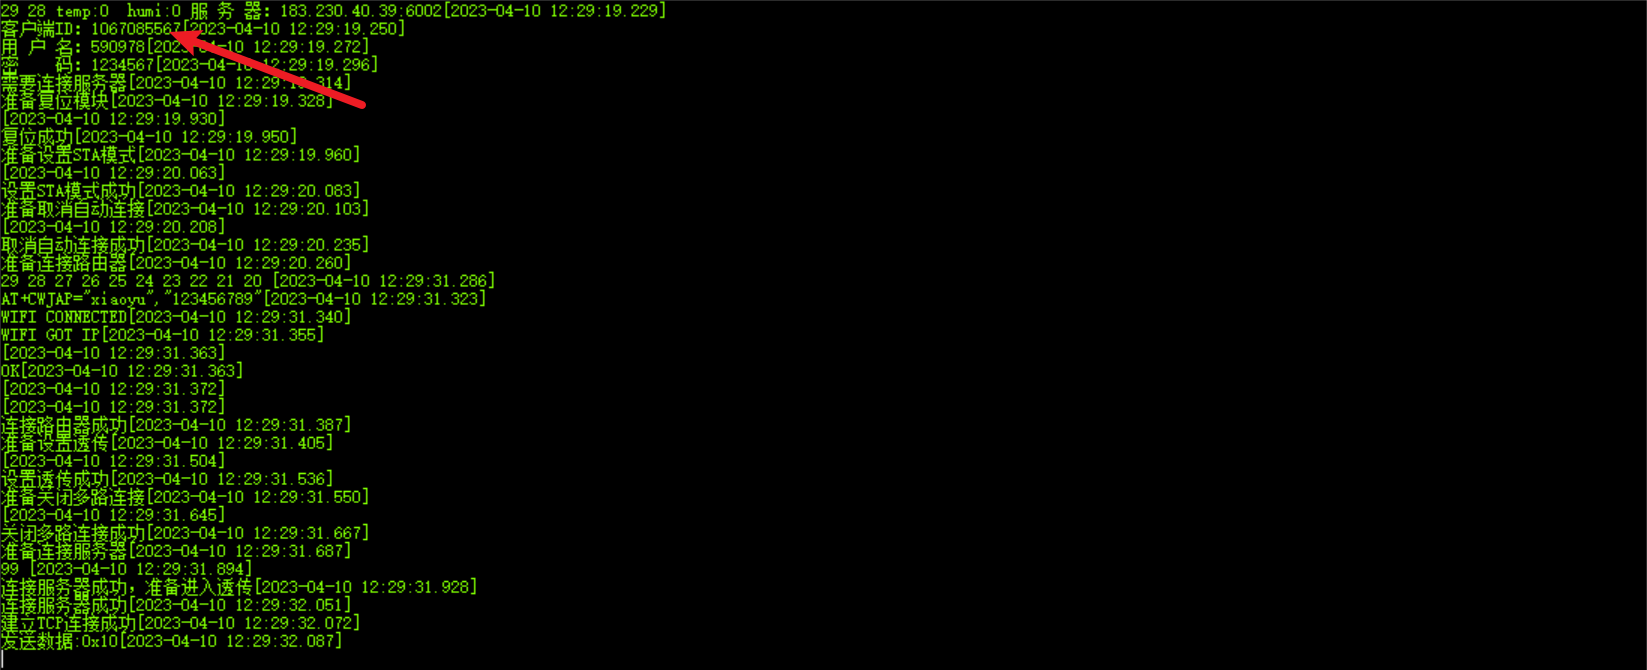 29 28 temp:0  humi:0 服 务 器: 183.230.40.39:6002[2023-04-10 12:29:19.229]
客户端ID: 1067085567[2023-04-10 12:29:19.250]
用 户 名: 590978[2023-04-10 12:29:19.272]
密    码: 1234567[2023-04-10 12:29:19.296]
需要连接服务器[2023-04-10 12:29:19.314]
准备复位模块[2023-04-10 12:29:19.328]
[2023-04-10 12:29:19.930]
复位成功[2023-04-10 12:29:19.950]
准备设置STA模式[2023-04-10 12:29:19.960]
[2023-04-10 12:29:20.063]
设置STA模式成功[2023-04-10 12:29:20.083]
准备取消自动连接[2023-04-10 12:29:20.103]
[2023-04-10 12:29:20.208]
取消自动连接成功[2023-04-10 12:29:20.235]
准备连接路由器[2023-04-10 12:29:20.260]
29 28 27 26 25 24 23 22 21 20 [2023-04-10 12:29:31.286]
AT+CWJAP="xiaoyu","123456789"[2023-04-10 12:29:31.323]
WIFI CONNECTED[2023-04-10 12:29:31.340]
WIFI GOT IP[2023-04-10 12:29:31.355]
[2023-04-10 12:29:31.363]
OK[2023-04-10 12:29:31.363]
[2023-04-10 12:29:31.372]
[2023-04-10 12:29:31.372]
连接路由器成功[2023-04-10 12:29:31.387]
准备设置透传[2023-04-10 12:29:31.405]
[2023-04-10 12:29:31.504]
设置透传成功[2023-04-10 12:29:31.536]
准备关闭多路连接[2023-04-10 12:29:31.550]
[2023-04-10 12:29:31.645]
关闭多路连接成功[2023-04-10 12:29:31.667]
准备连接服务器[2023-04-10 12:29:31.687]
99 [2023-04-10 12:29:31.894]
连接服务器成功，准备进入透传[2023-04-10 12:29:31.928]
连接服务器成功[2023-04-10 12:29:32.051]
建立TCP连接成功[2023-04-10 12:29:32.072]
发送数据:0x10[2023-04-10 12:29:32.087]